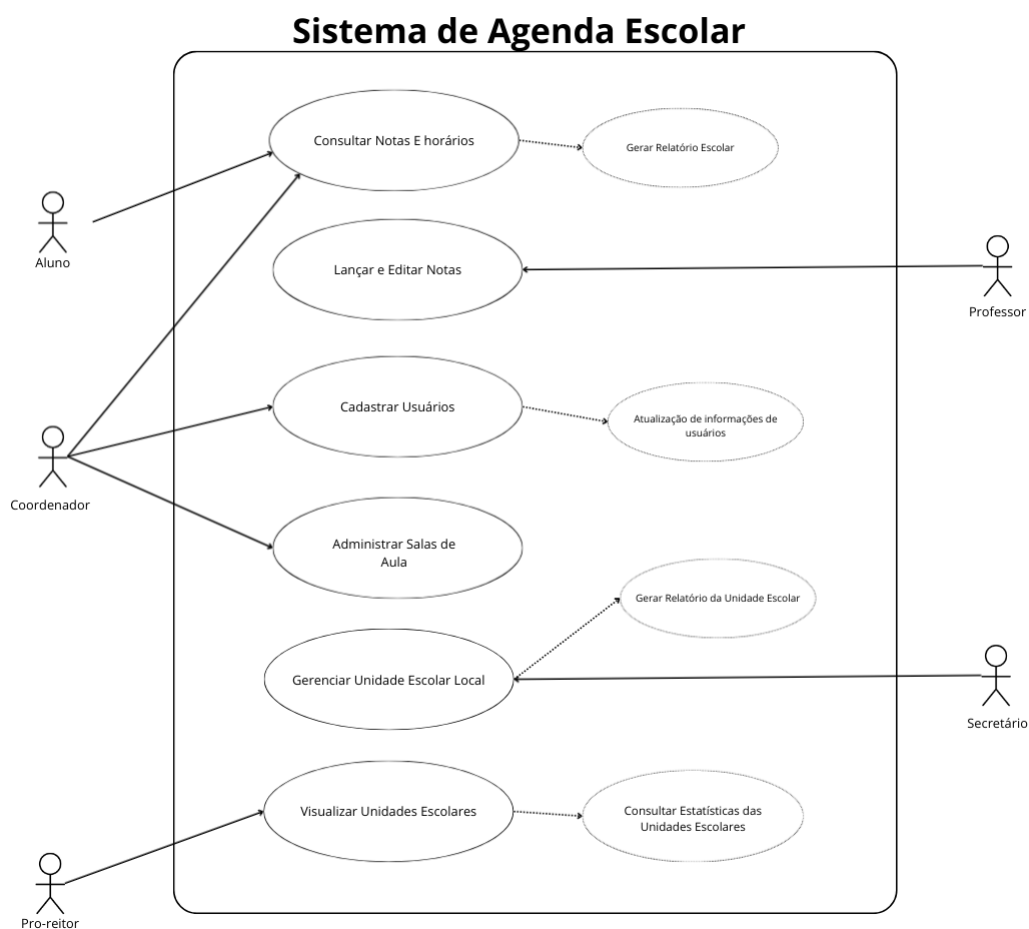 Sistema de Agenda Escolar
Consultar Notas E horários
Gerar Relatório Escolar
Aluno
Lançar e Editar Notas
Professor
Cadastrar Usuários
Atualização de informações de
usuários
Coordenador
Administrar Salas de
Aula
Gerar Relatório da Unidade Escolar
Gerenciar Unidade Escolar Local
Secretário
Visualizar Unidades Escolares
Consultar Estatísticas das
Unidades Escolares
Pro-reitor